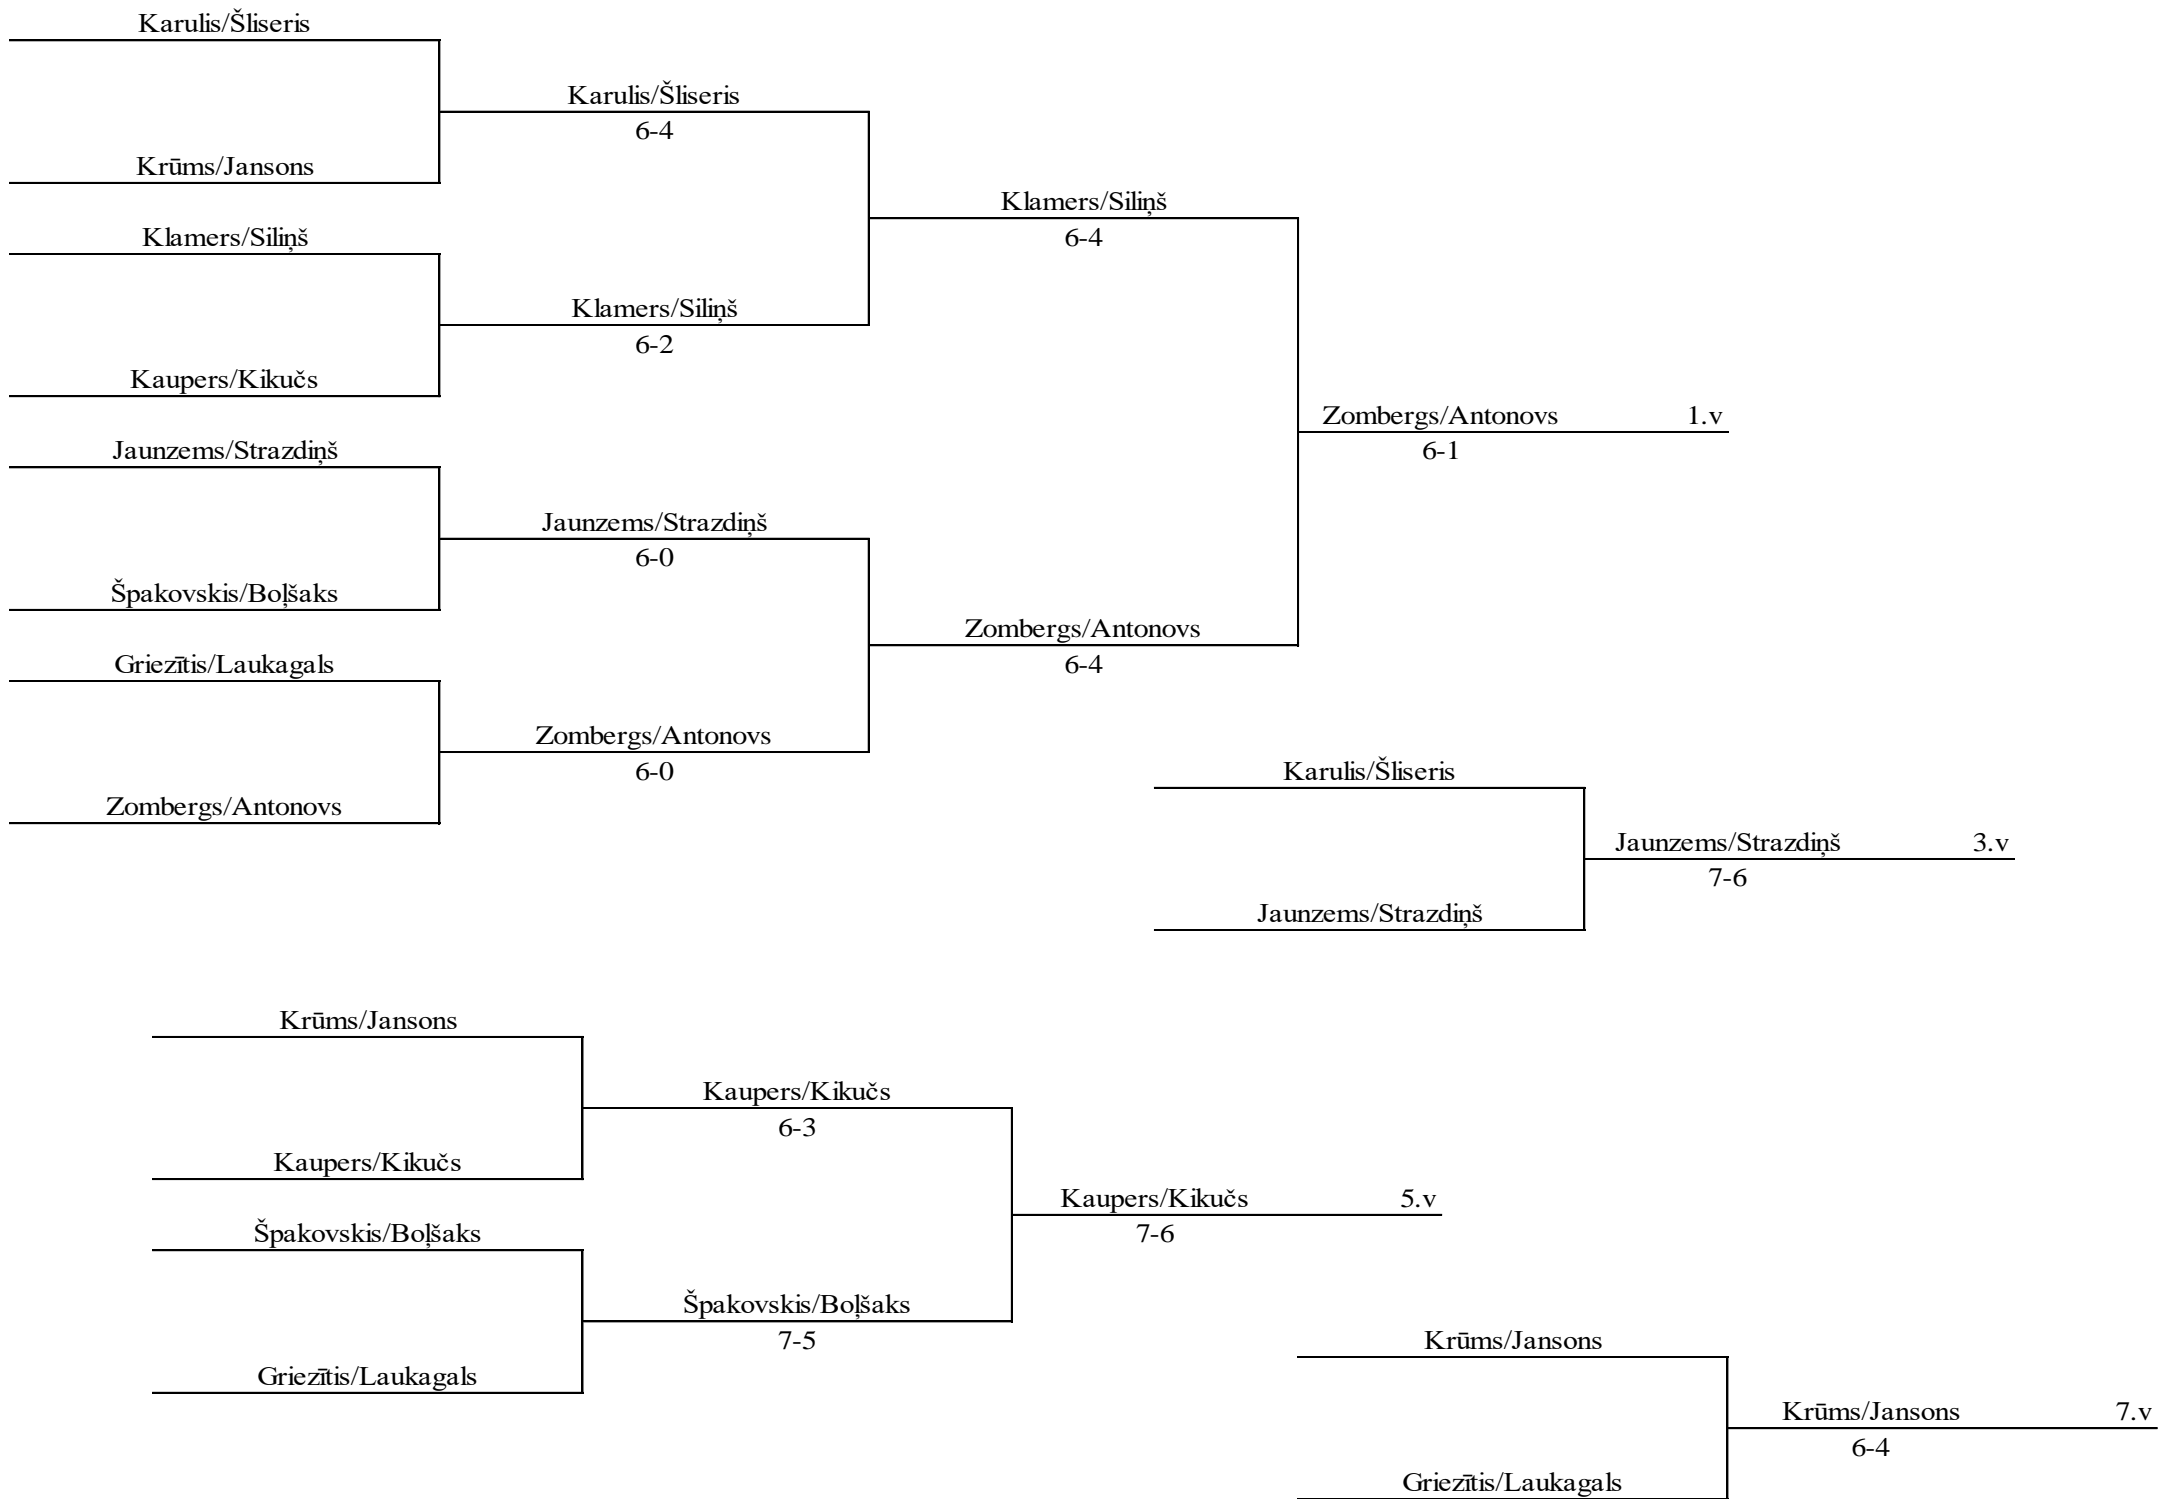 Karulis/Šliseris
Karulis/Šliseris
6-4
Krūms/Jansons
Klamers/Siliņš
6-4
Klamers/Siliņš
Klamers/Siliņš
6-2
Kaupers/Kikučs
Zombergs/Antonovs 1.v
6-1
Jaunzems/Strazdiņš
Jaunzems/Strazdiņš
6-0
Špakovskis/Boļšaks
Zombergs/Antonovs
6-4
Griezītis/Laukagals
Zombergs/Antonovs
6-0
Zombergs/Antonovs
Karulis/Šliseris
Jaunzems/Strazdiņš 3.v
7-6
Jaunzems/Strazdiņš
Krūms/Jansons
Kaupers/Kikučs
6-3
Kaupers/Kikučs
Kaupers/Kikučs 5.v
7-6
Špakovskis/Boļšaks
Špakovskis/Boļšaks
7-5
Griezītis/Laukagals
Krūms/Jansons
Krūms/Jansons 7.v
6-4
Griezītis/Laukagals